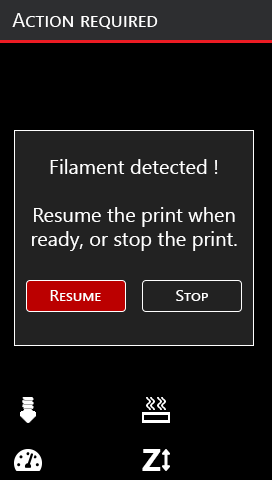 Action required
Filament detected !
Resume the print when
ready, or stop the print.
Resume
Stop
Z